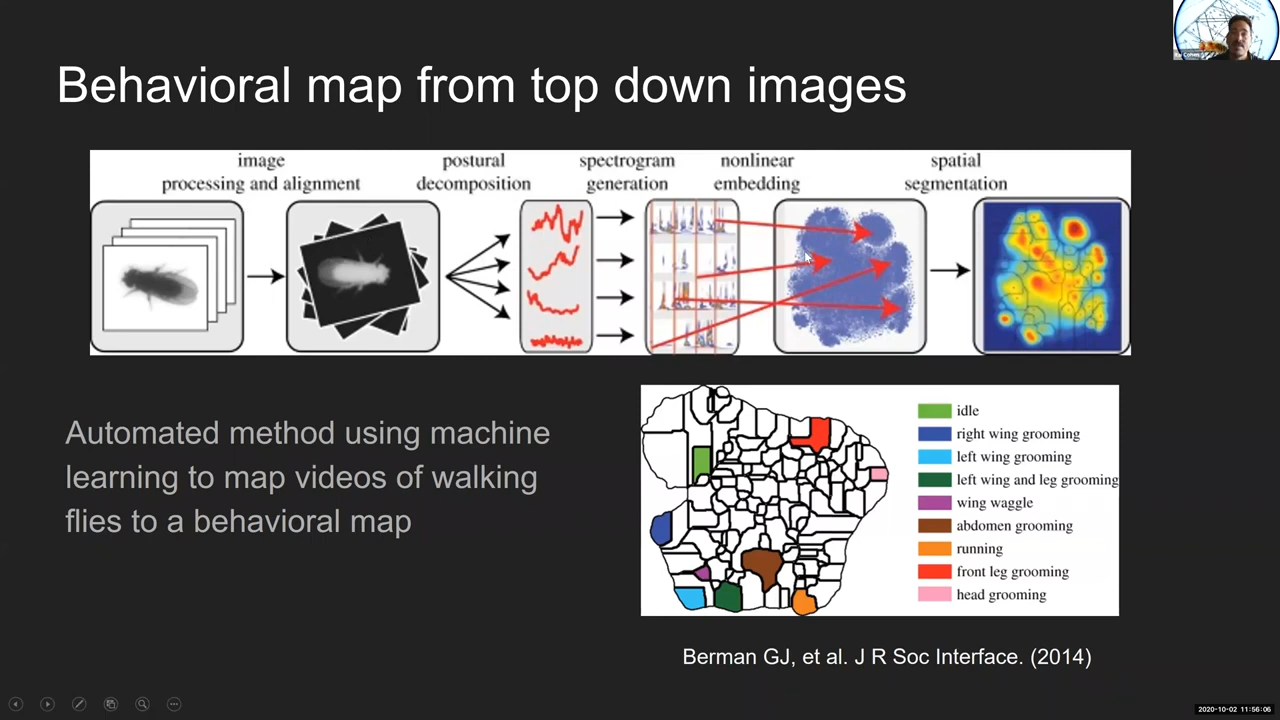 Behavioral map from top down images
image
processing and alignment
postural
decomposition
spectrogram
generation
nonlinear
embedding
spatial
segmentation
Automated method using machine
learning to map videos of walking
flies to a behavioral map
idle
right wing grooming
left wing grooming
left wing and leg grooming
wing waggle
abdomen grooming
running
front leg grooming
head grooming
Berman GJ, et al. J R Soc Interface. (2014)
2020-10-02 11:56:06